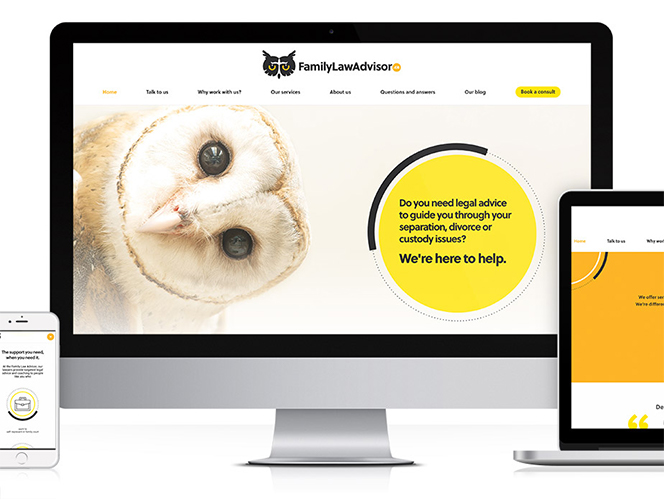 FamilyLawAdvisor
Home Talk to us Why work with us? Our services About us Questions and answers Our blog Book a consult
Do you need legal advice
to guide you through your
separation, divorce or
custody issues?
We're here to help.
The support you need,
when you need it.
Home Talk to us Why wor
We offer ser
We're differe
De
“